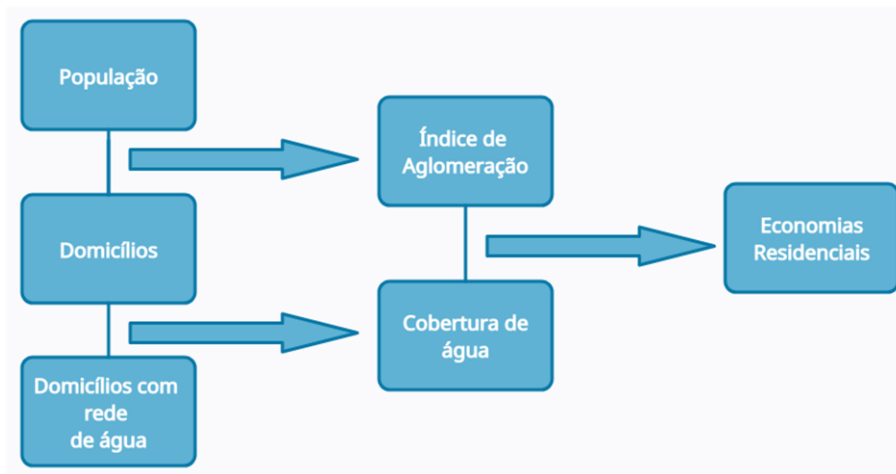 População
Domicílios
Domicílios com
rede
de água
Índice de
Aglomeração
Cobertura de
água
Economias
Residenciais